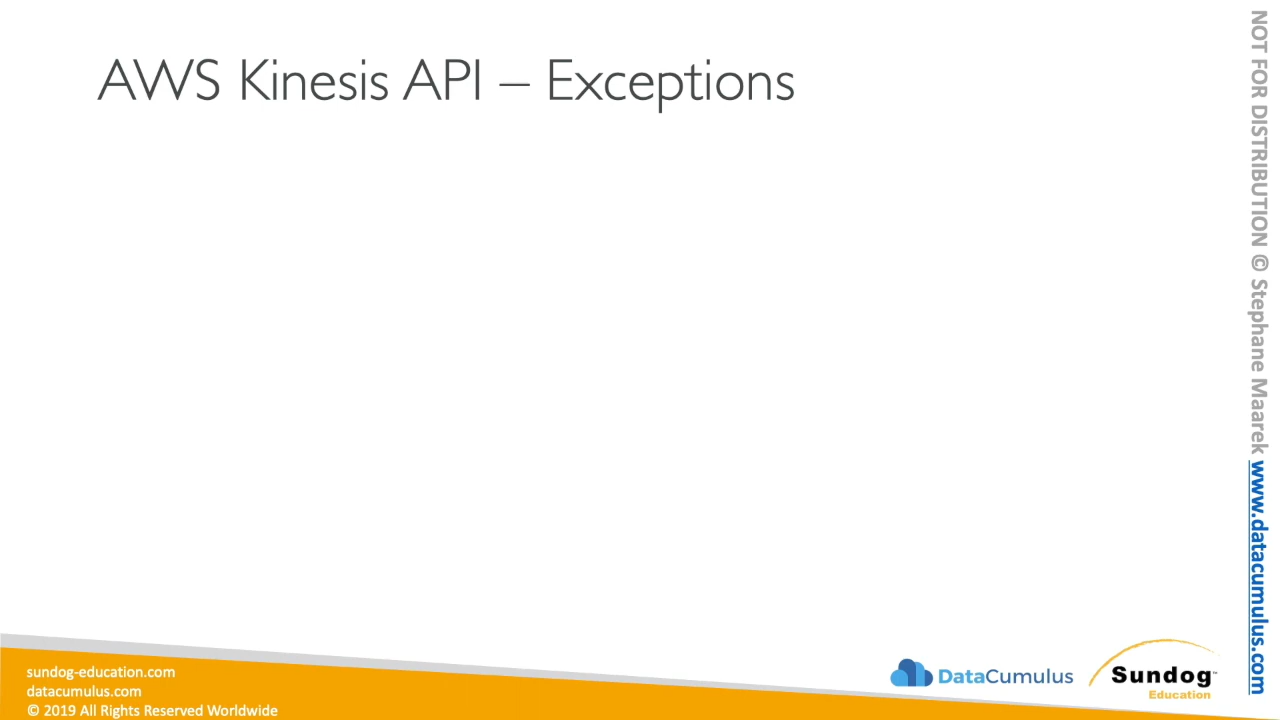 AWS Kinesis API – Exceptions
NOT FOR DISTRIBUTION © Stephane Maarek www.datacumulus.com
sundog-education.com
datacumulus.com
© 2019 All Rights Reserved Worldwide
DataCumulus
Sundog™
Education